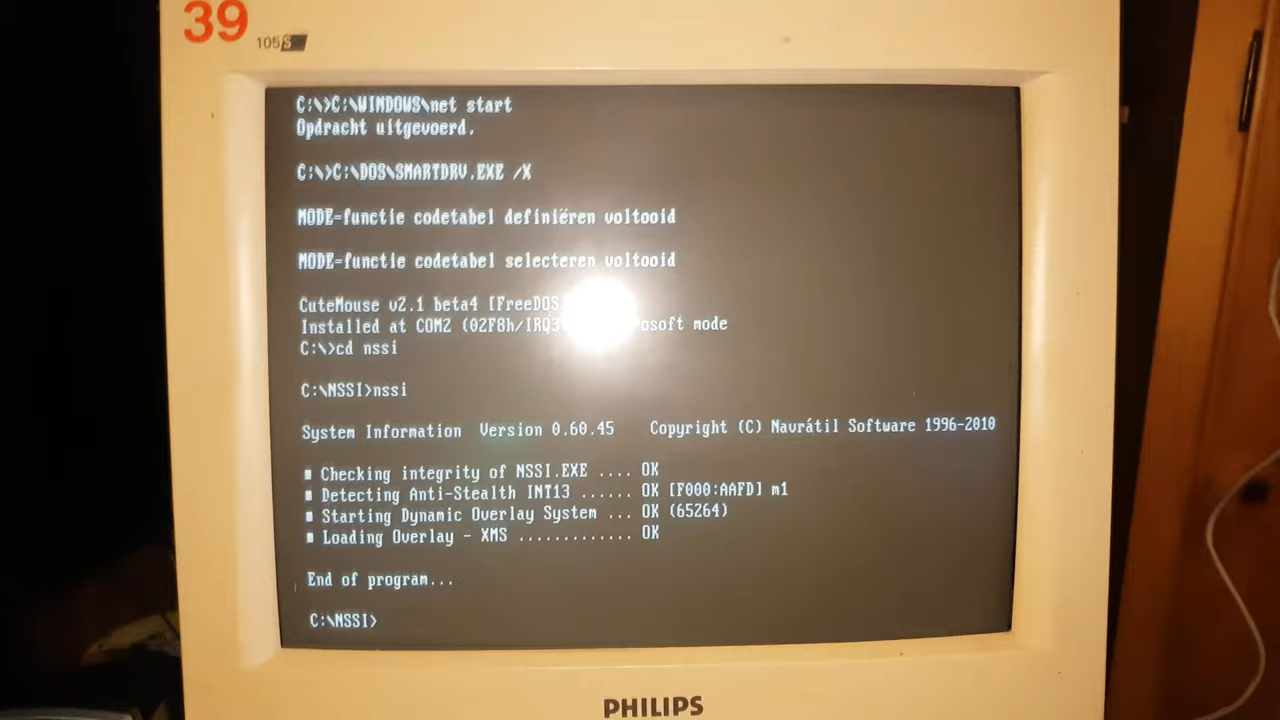 39
105S
C:\>C:\WINDOWS\net start
Opdracht uitgevoerd.
C:\>C:\DOS\SMARTDRV.EXE /X
MODE=functie codetabel definiëren voltooid
MODE=functie codetabel selecteren voltooid
CuteMouse v2.1 beta4 [FreeDOS
Installed at COM2 (02F8h/IRQ3 osoft mode
C:\>cd nssi
C:\NSSI>nssi
System Information Version 0.60.45 Copyright (C) Navrátil Software 1996-2010
■ Checking integrity of NSSI.EXE .... OK
■ Detecting Anti-Stealth INT13 ...... OK [F000:AAFD] m1
■ Starting Dynamic Overlay System ... OK (65264)
■ Loading Overlay - XMS ............. OK
End of program...
C:\NSSI>
PHILIPS